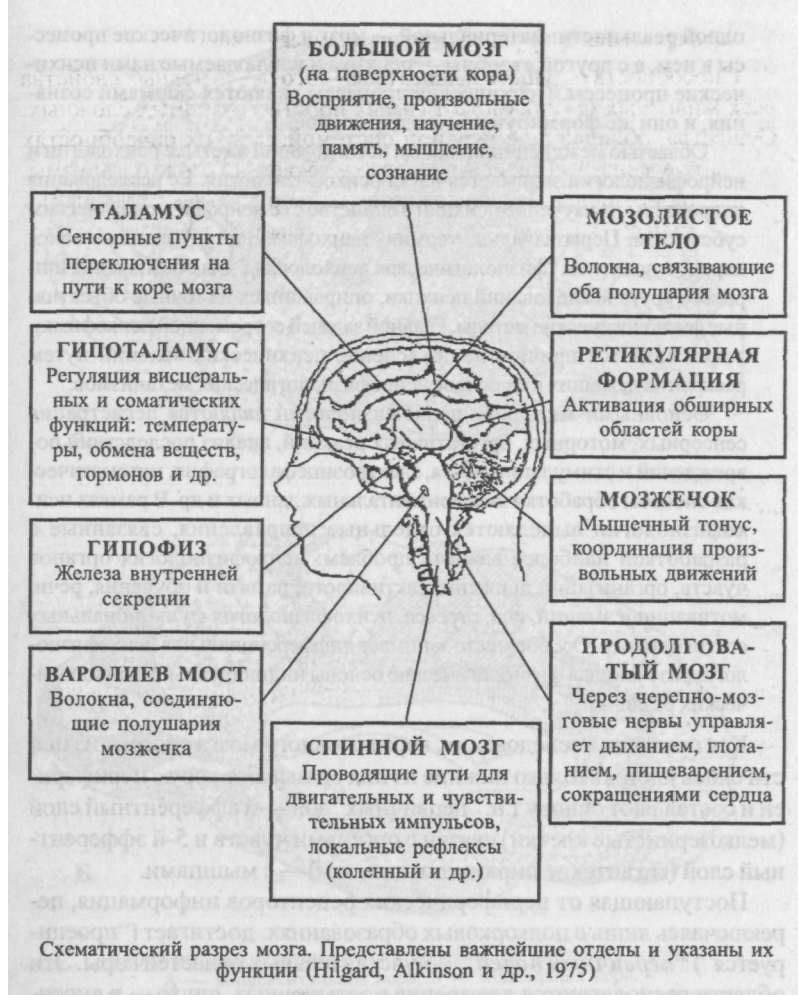 БОЛЬШОЙ МОЗГ
(на поверхности кора)
Восприятие, произвольные
движения, научение,
память, мышление,
сознание
ТАЛАМУС
Сенсорные пункты
переключения на
пути к коре мозга
МОЗОЛИСТОЕ
ТЕЛО
Волокна, связывающие
оба полушария мозга
ГИПОТАЛАМУС
Регуляция висцераль-
ных и соматических
функций: температу-
ры, обмена веществ,
гормонов и др.
РЕТИКУЛЯРНАЯ
ФОРМАЦИЯ
Активация обширных
областей коры
МОЗЖЕЧОК
Мышечный тонус,
координация произ-
вольных движений
ГИПОФИЗ
Железа внутренней
секреции
ВАРОЛИЕВ МОСТ
Волокна, соединяю-
щие полушария
мозжечка
ПРОДОЛГОВА-
ТЫЙ МОЗГ
Через черепно-моз-
говые нервы управля-
ет дыханием, глота-
нием, пищеварением,
сокращениями сердца
СПИННОЙ МОЗГ
Проводящие пути для
двигательных и чувстви-
тельных импульсов,
локальные рефлексы
(коленный и др.)
Схематический разрез мозга. Представлены важнейшие отделы и указаны их
функции (Hilgard, Alkinson и др., 1975)